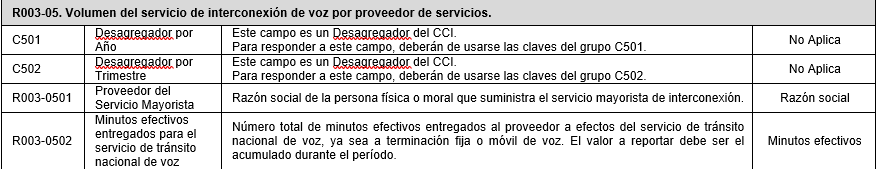 R003-05. Volumen del servicio de interconexión de voz por proveedor de servicios.
C501
Desagregador por
Año
Este campo es un Desagregador del CCI.
Para responder a este campo, deberán de usarse las claves del grupo C501.
No Aplica
C502
Desagregador por
Trimestre
Este campo es un Desagregador del CCI.
Para responder a este campo, deberán de usarse las claves del grupo C502.
No Aplica
R003-0501
Proveedor del
Servicio Mayorista
Razón social de la persona física o moral que suministra el servicio mayorista de interconexión.
Razón social
R003-0502
Minutos efectivos
entregados para el
servicio de tránsito
nacional de voz
Número total de minutos efectivos entregados al proveedor a efectos del servicio de tránsito
nacional de voz, ya sea a terminación fija o móvil de voz. El valor a reportar debe ser el
acumulado durante el período.
Minutos efectivos